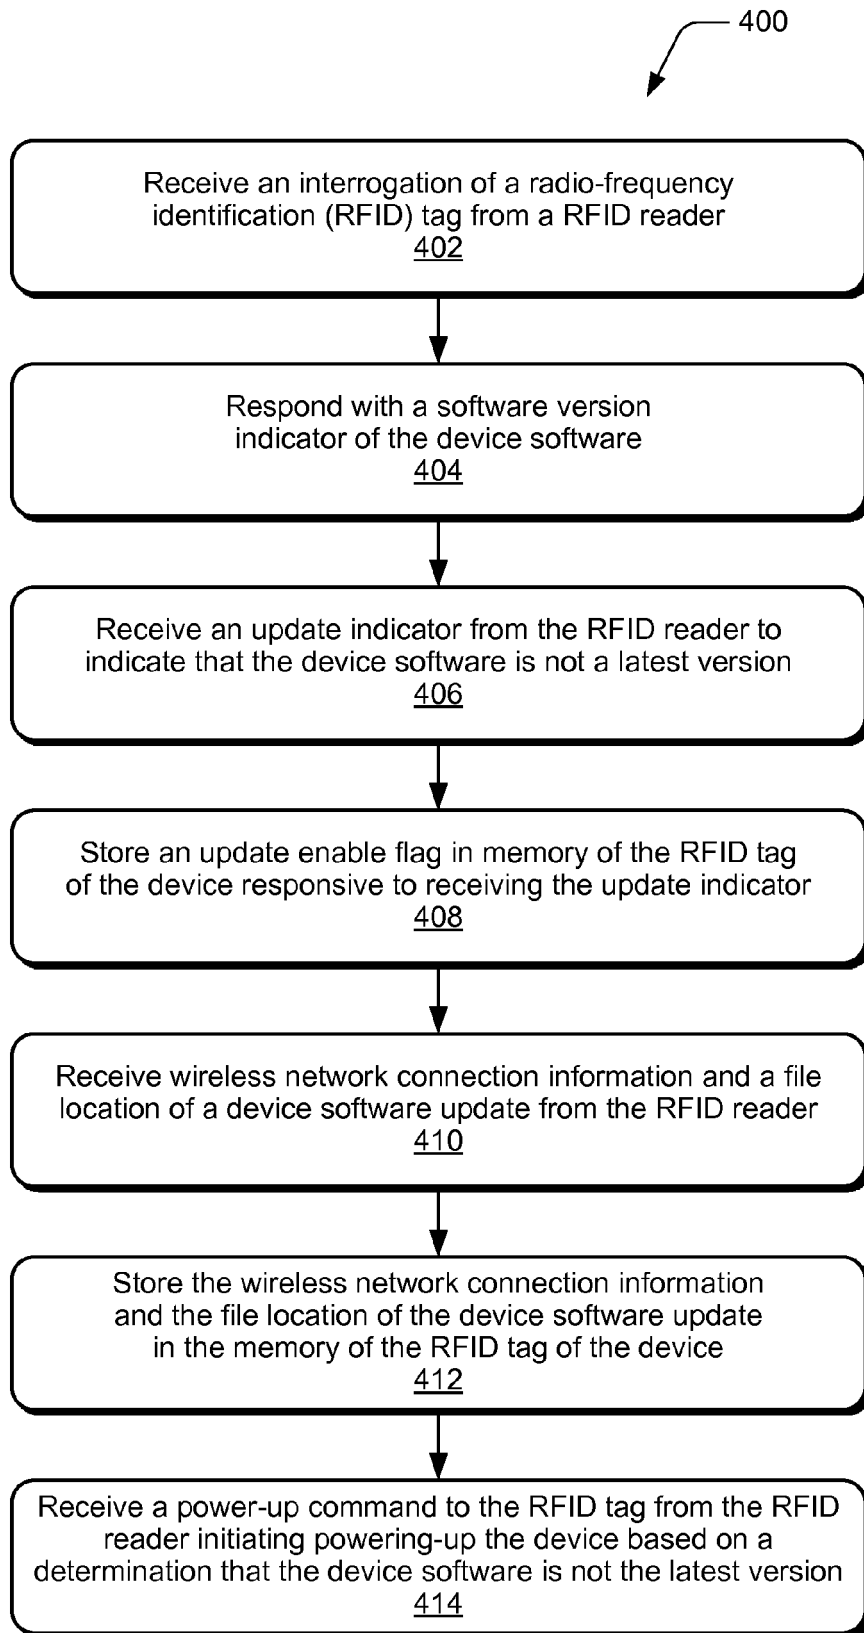 400
Receive an interrogation of a radio-frequency
identification (RFID) tag from a RFID reader
402
Respond with a software version
indicator of the device software
404
Receive an update indicator from the RFID reader to
indicate that the device software is not a latest version
406
Store an update enable flag in memory of the RFID tag
of the device responsive to receiving the update indicator
408
Receive wireless network connection information and a file
location of a device software update from the RFID reader
410
Store the wireless network connection information
and the file location of the device software update
in the memory of the RFID tag of the device
412
Receive a power-up command to the RFID tag from the RFID
reader initiating powering-up the device based on a
determination that the device software is not the latest version
414